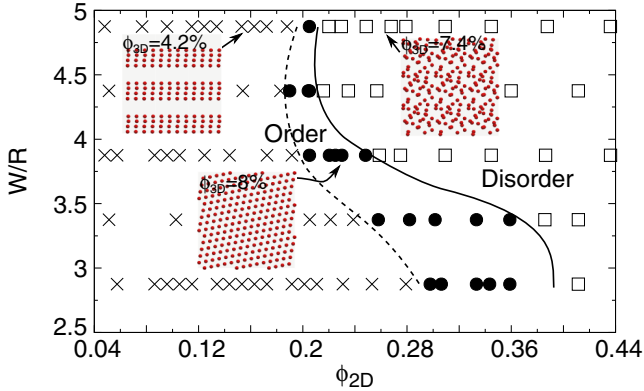 5
4.5
4
3.5
3
2.5
W/R
ϕ3D=4.2%
ϕ3D=7.4%
Order
ϕ3D=8%
Disorder
0.04
0.12
0.2
0.28
0.36
0.44
ϕ2D